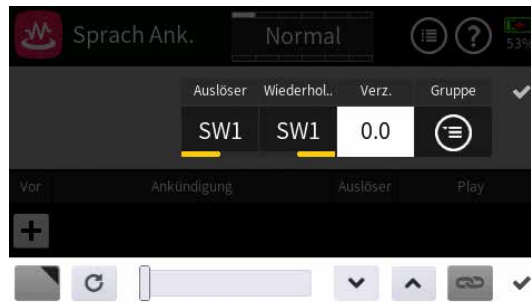 Sprach Ank. Normal ?
53%
Auslöser Wiederhol.. Verz. Gruppe
SW1 SW1 0.0
Vor Ankündigung Auslöser Play